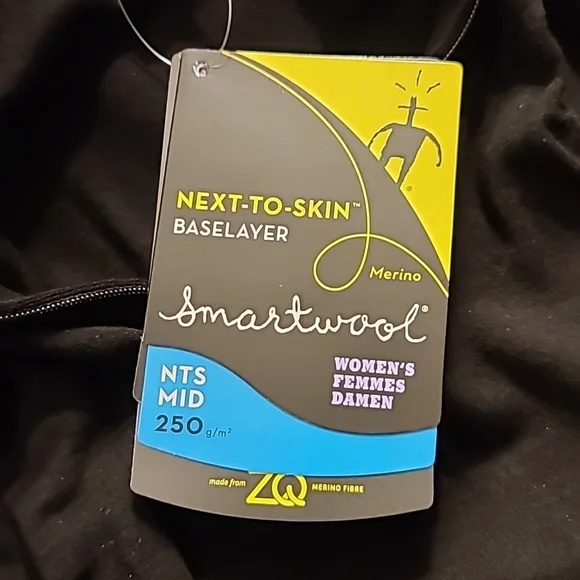 NEXT-TO-SKIN™
BASELAYER
Merino
smartwool®
WOMEN'S
FEMMES
DAMEN
NTS
MID
250 g/m²
made from ZQ MERINO FIBRE